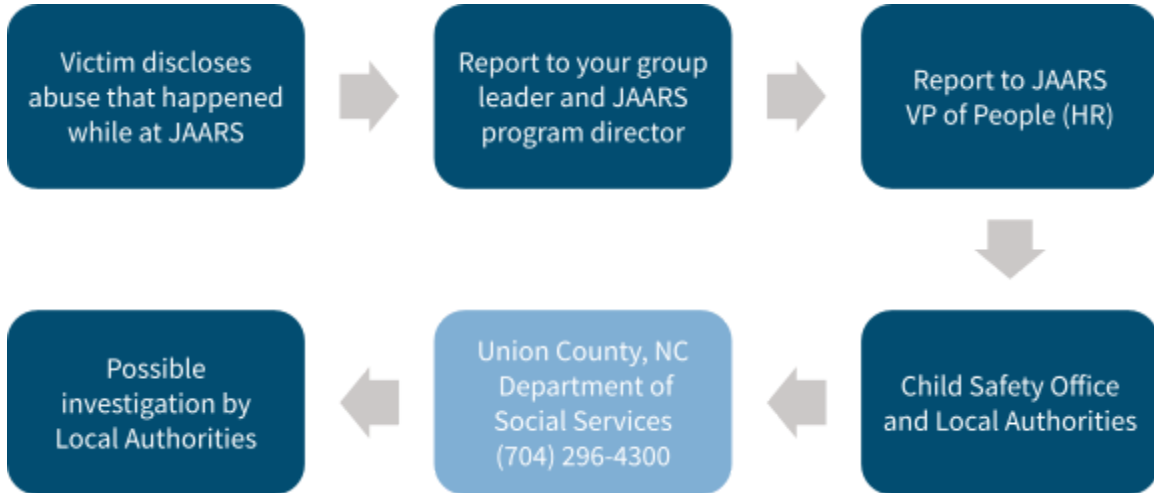 Victim discloses
abuse that happened
while at JAARS
Report to your group
leader and JAARS
program director
Report to JAARS
VP of People (HR)
Child Safety Office
and Local Authorities
Union County, NC
Department of
Social Services
(704) 296-4300
Possible
investigation by
Local Authorities